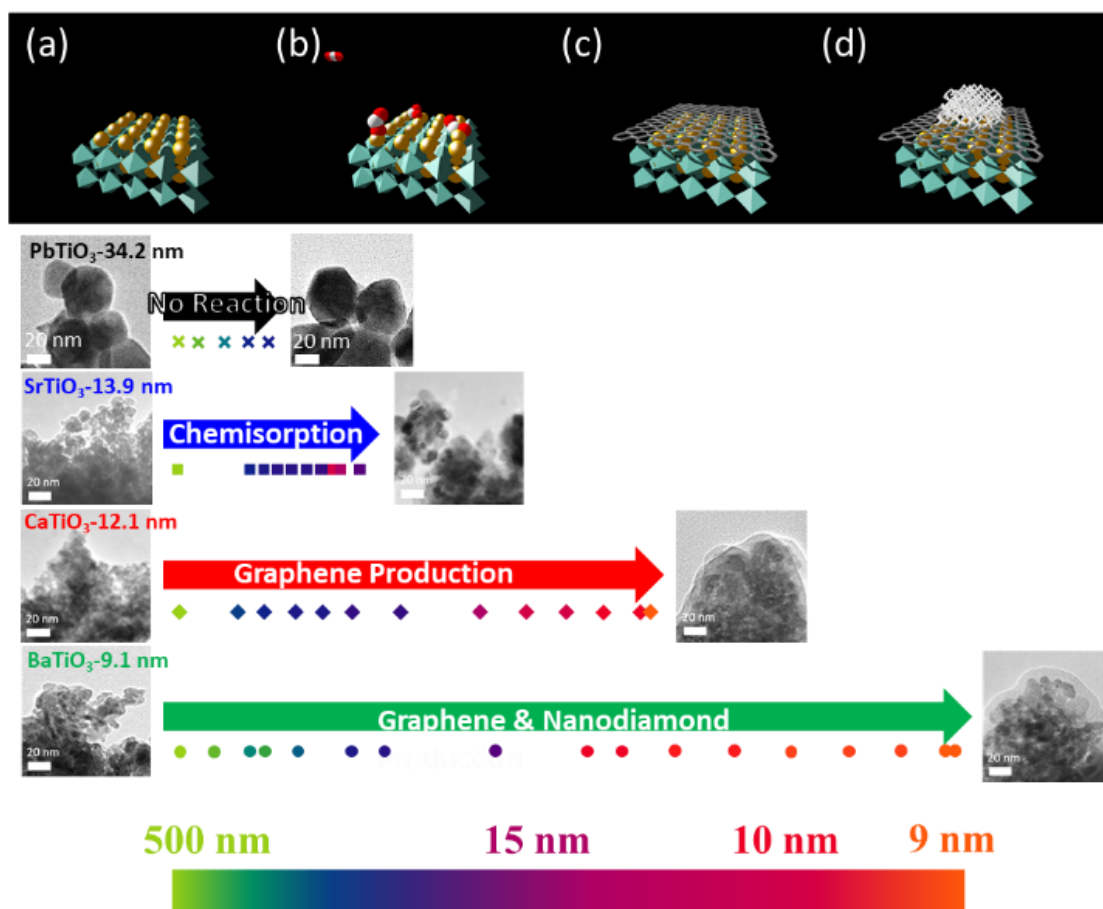 (a) (b) (c) (d)
PbTiO₃-34.2 nm
No Reaction
20 nm
20 nm
SrTiO₃-13.9 nm
Chemisorption
20 nm
20 nm
CaTiO₃-12.1 nm
Graphene Production
20 nm
20 nm
BaTiO₃-9.1 nm
Graphene & Nanodiamond
20 nm
20 nm
500 nm 15 nm 10 nm 9 nm